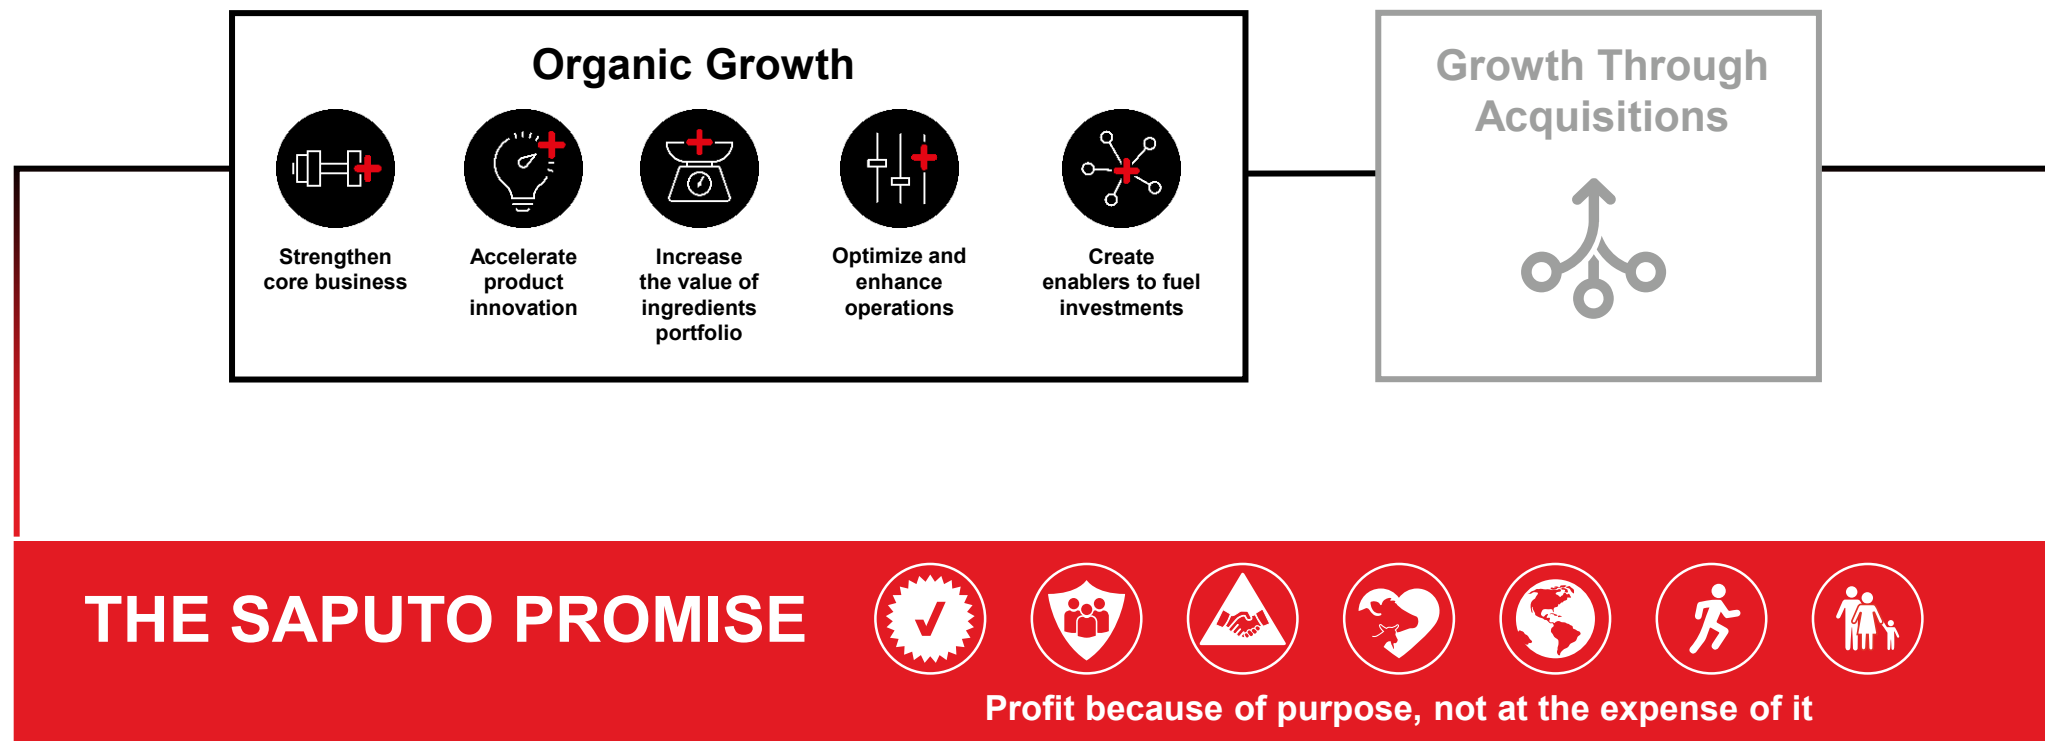 Organic Growth
Strengthen
core business
Accelerate
product
innovation
Increase
the value of
ingredients
portfolio
Optimize and
enhance
operations
Create
enablers to fuel
investments
Growth Through
Acquisitions
THE SAPUTO PROMISE
Profit because of purpose, not at the expense of it